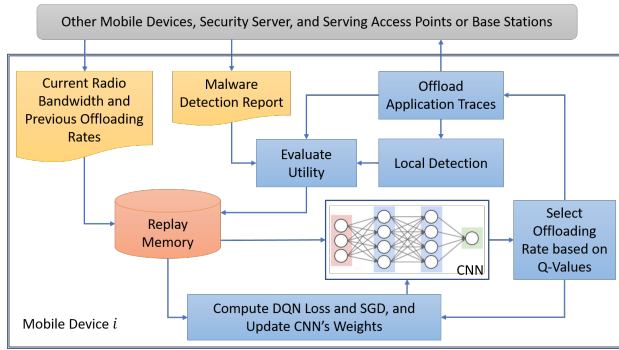 Other Mobile Devices, Security Server, and Serving Access Points or Base Stations
Current Radio
Bandwidth and
Previous Offloading
Rates
Malware
Detection Report
Offload
Application Traces
Evaluate
Utility
Local Detection
Replay
Memory
CNN
Select
Offloading
Rate based on
Q-Values
Compute DQN Loss and SGD, and
Update CNN's Weights
Mobile Device i